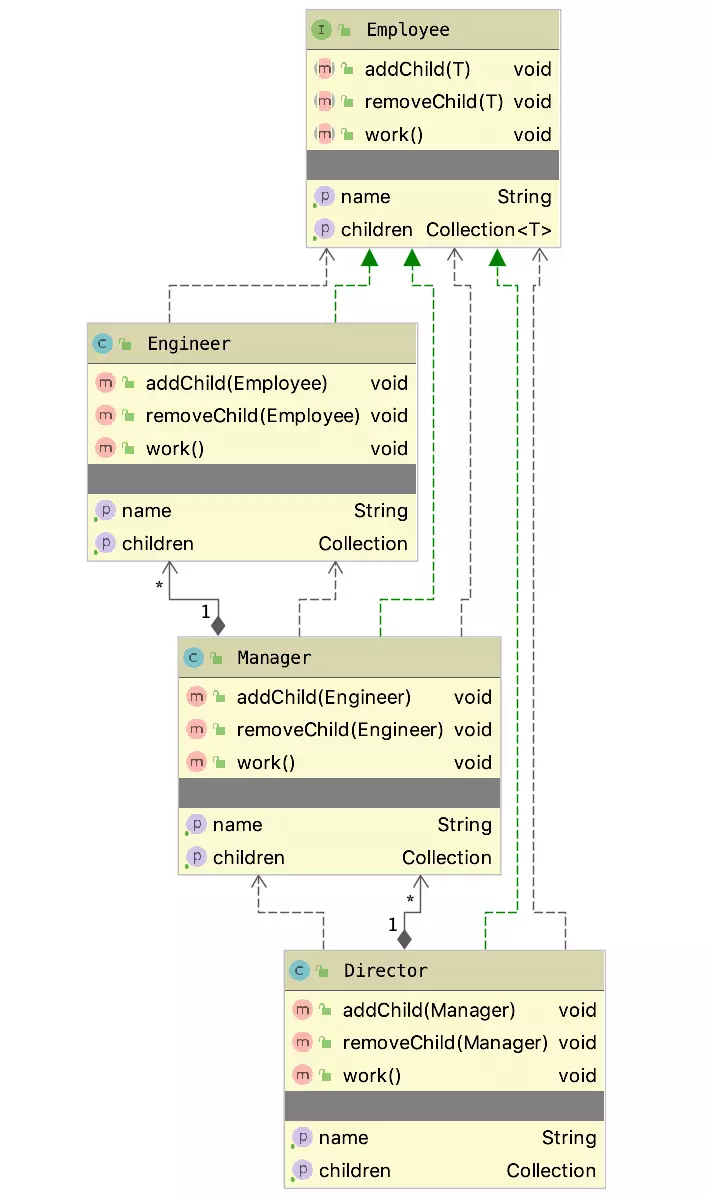 I Employee
m addChild(T) void
m removeChild(T) void
m work() void
p name String
p children Collection<T>
C Engineer
m addChild(Employee) void
m removeChild(Employee) void
m work() void
p name String
p children Collection
*
1
C Manager
m addChild(Engineer) void
m removeChild(Engineer) void
m work() void
p name String
p children Collection
*
1
C Director
m addChild(Manager) void
m removeChild(Manager) void
m work() void
p name String
p children Collection